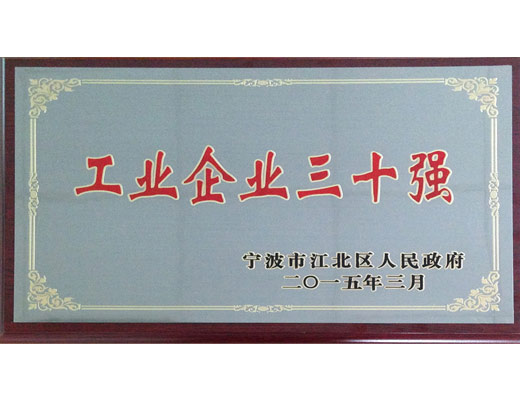 工业企业三十强
宁波市江北区人民政府
二〇一五年三月